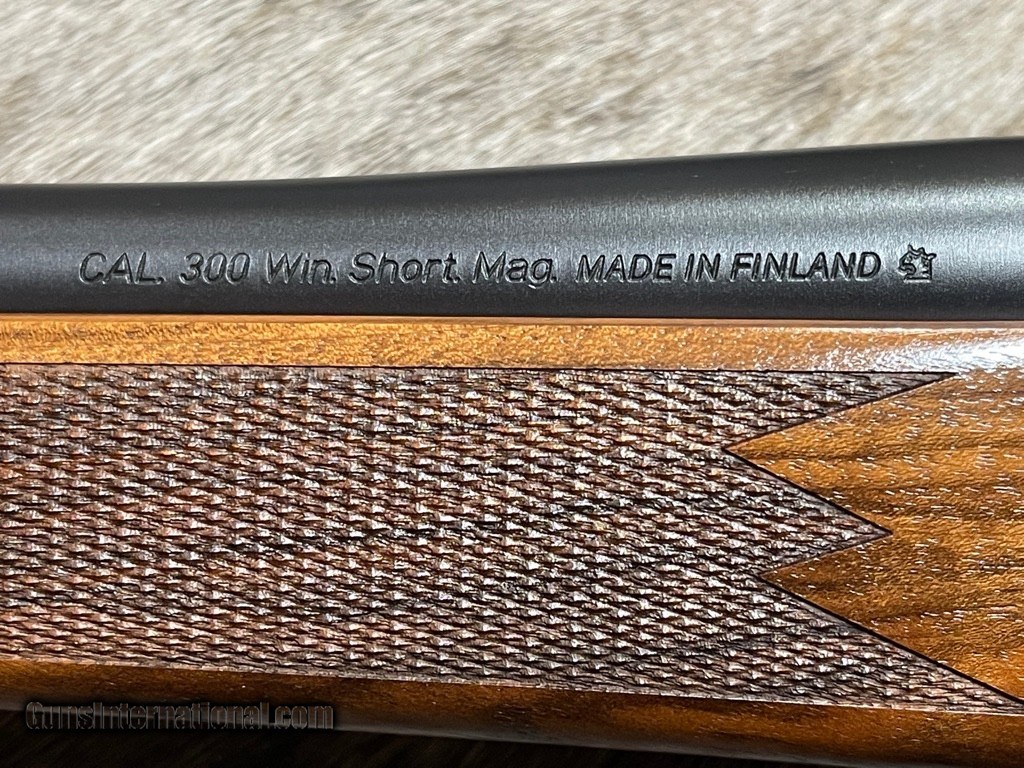 CAL. 300 Win. Short. Mag. MADE IN FINLAND
GunsInternational.com